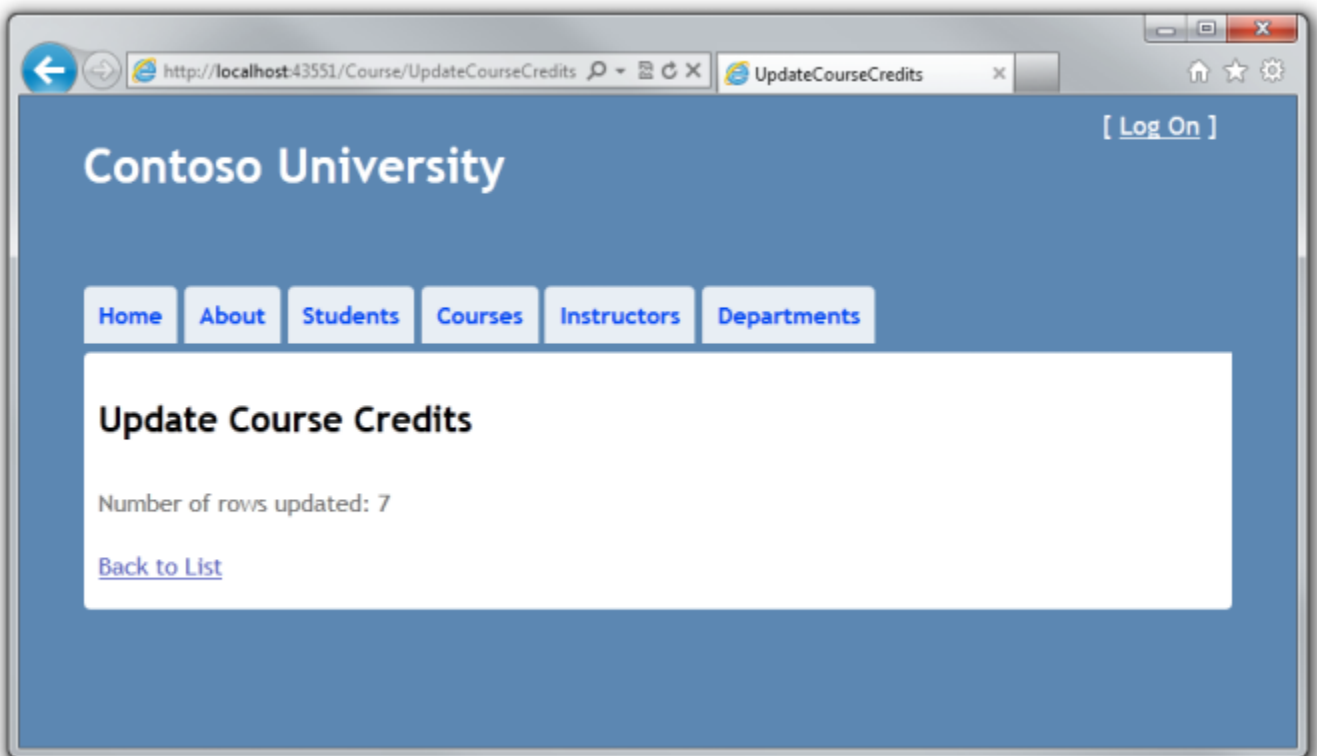 http://localhost:43551/Course/UpdateCourseCredits
UpdateCourseCredits
[ Log On ]
Contoso University
Home About Students Courses Instructors Departments
Update Course Credits
Number of rows updated: 7
Back to List